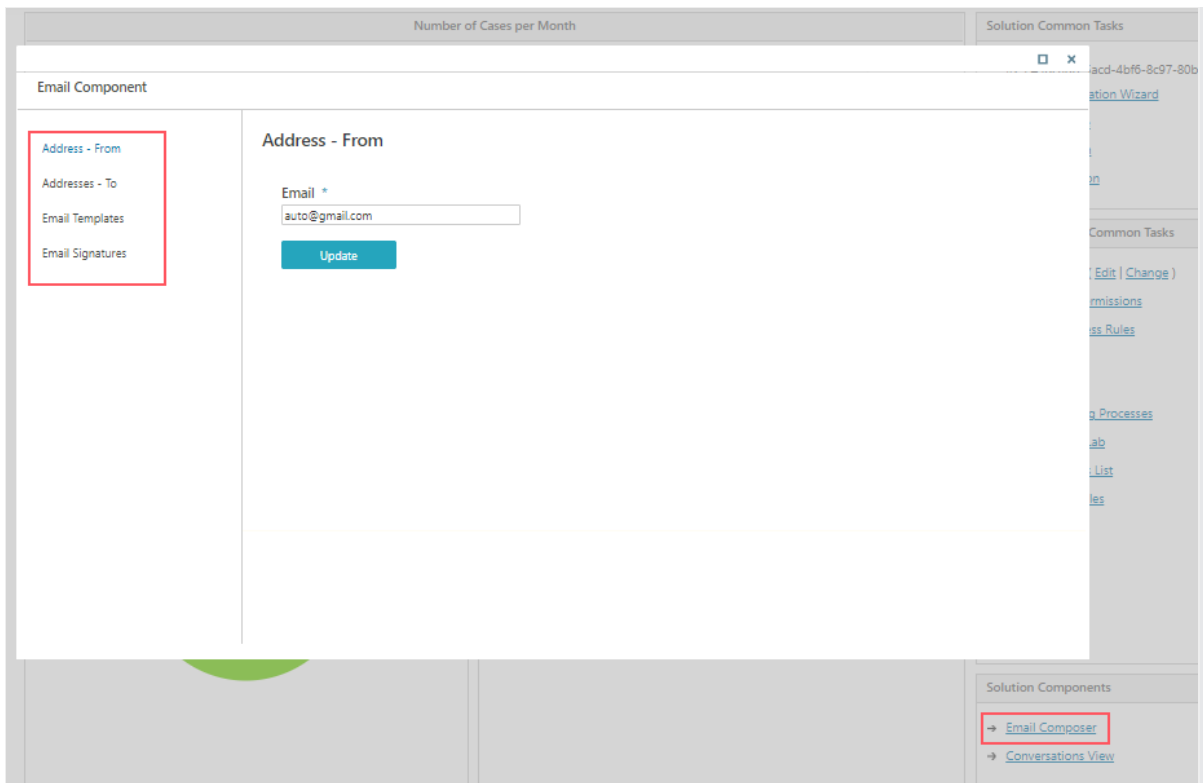 Number of Cases per Month
Solution Common Tasks
acd-4bf6-8c97-80b
ation Wizard
Email Component
Address - From
Addresses - To
Email Templates
Email Signatures
Address - From
Email *
auto@gmail.com
Update
on
Common Tasks
( Edit | Change )
rmissions
ss Rules
g Processes
ab
List
les
Solution Components
→ Email Composer
→ Conversations View